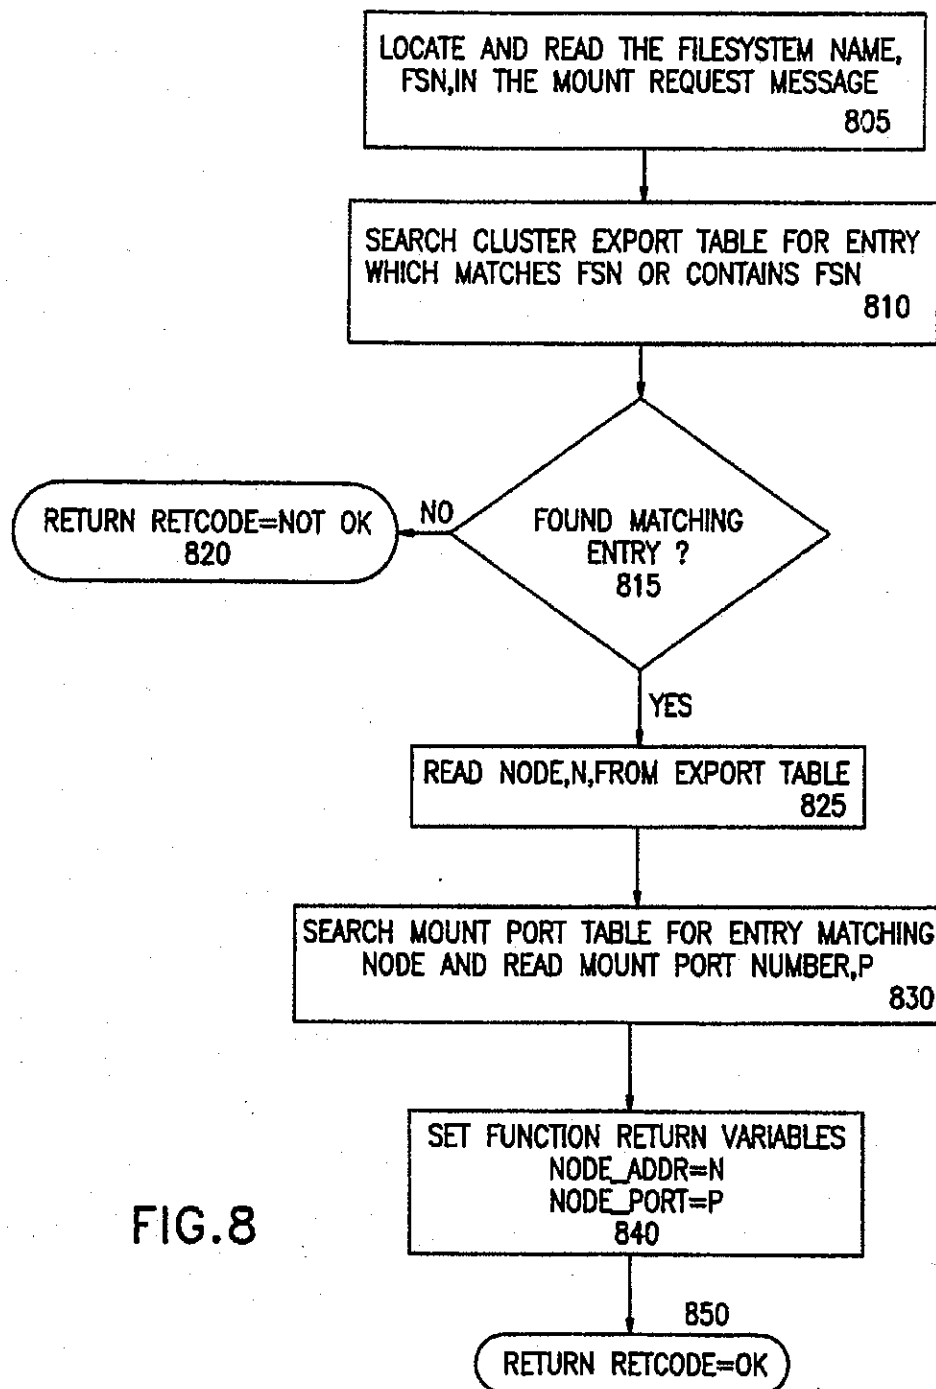 LOCATE AND READ THE FILESYSTEM NAME,
FSN,IN THE MOUNT REQUEST MESSAGE
805
SEARCH CLUSTER EXPORT TABLE FOR ENTRY
WHICH MATCHES FSN OR CONTAINS FSN
810
FOUND MATCHING
ENTRY ?
815
NO
RETURN RETCODE=NOT OK
820
YES
READ NODE,N,FROM EXPORT TABLE
825
SEARCH MOUNT PORT TABLE FOR ENTRY MATCHING
NODE AND READ MOUNT PORT NUMBER,P
830
SET FUNCTION RETURN VARIABLES
NODE_ADDR=N
NODE_PORT=P
840
850
RETURN RETCODE=OK
FIG.8